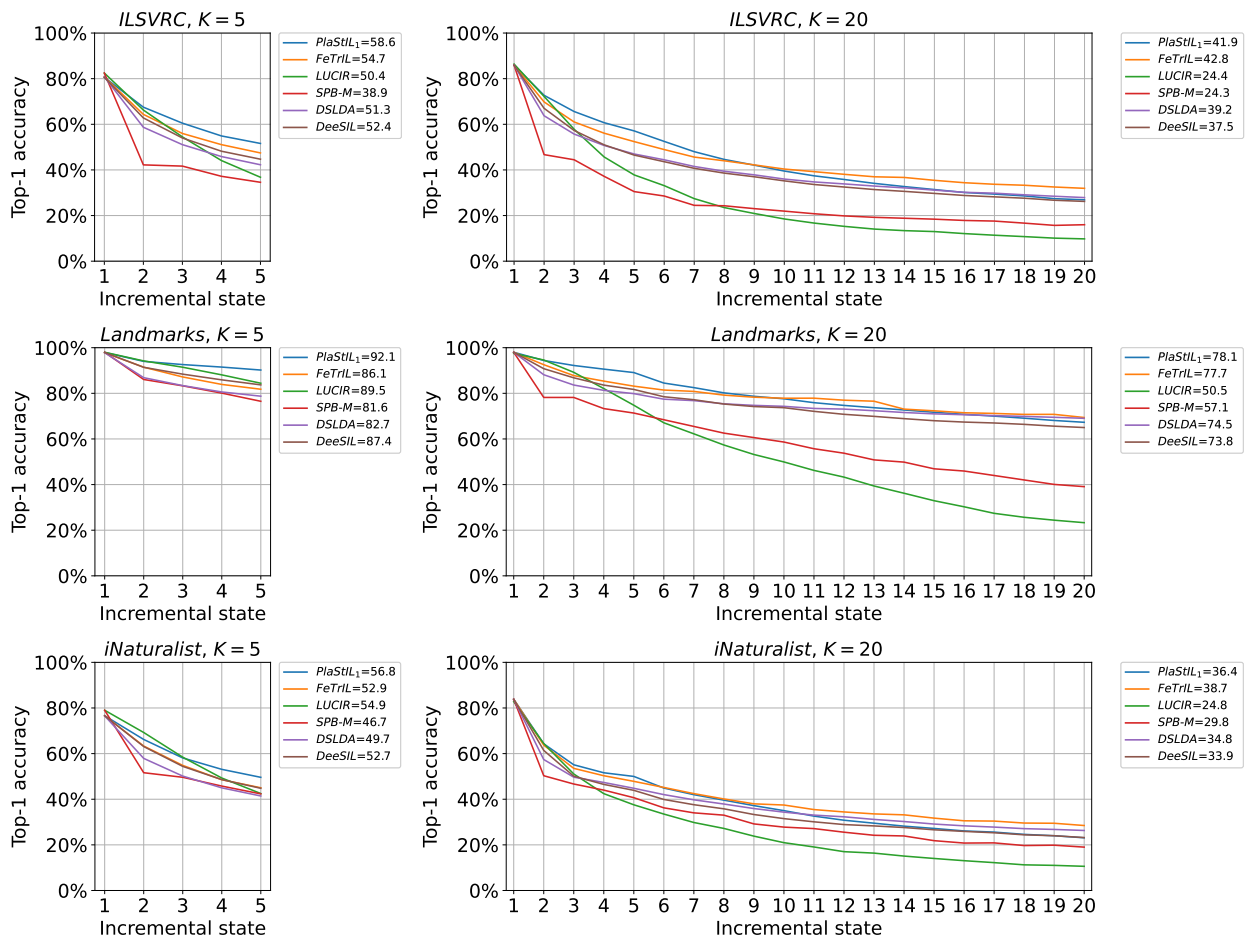 ILSVRC, K = 5
100%
80%
60%
40%
20%
0%
Top-1 accuracy
1 2 3 4 5
Incremental state
PlaStIL₁=58.6
FeTrIL=54.7
LUCIR=50.4
SPB-M=38.9
DSLDA=51.3
DeeSIL=52.4
ILSVRC, K = 20
100%
80%
60%
40%
20%
0%
Top-1 accuracy
1 2 3 4 5 6 7 8 9 10 11 12 13 14 15 16 17 18 19 20
Incremental state
PlaStIL₁=41.9
FeTrIL=42.8
LUCIR=24.4
SPB-M=24.3
DSLDA=39.2
DeeSIL=37.5
Landmarks, K = 5
100%
80%
60%
40%
20%
0%
Top-1 accuracy
1 2 3 4 5
Incremental state
PlaStIL₁=92.1
FeTrIL=86.1
LUCIR=89.5
SPB-M=81.6
DSLDA=82.7
DeeSIL=87.4
Landmarks, K = 20
100%
80%
60%
40%
20%
0%
Top-1 accuracy
1 2 3 4 5 6 7 8 9 10 11 12 13 14 15 16 17 18 19 20
Incremental state
PlaStIL₁=78.1
FeTrIL=77.7
LUCIR=50.5
SPB-M=57.1
DSLDA=74.5
DeeSIL=73.8
iNaturalist, K = 5
100%
80%
60%
40%
20%
0%
Top-1 accuracy
1 2 3 4 5
Incremental state
PlaStIL₁=56.8
FeTrIL=52.9
LUCIR=54.9
SPB-M=46.7
DSLDA=49.7
DeeSIL=52.7
iNaturalist, K = 20
100%
80%
60%
40%
20%
0%
Top-1 accuracy
1 2 3 4 5 6 7 8 9 10 11 12 13 14 15 16 17 18 19 20
Incremental state
PlaStIL₁=36.4
FeTrIL=38.7
LUCIR=24.8
SPB-M=29.8
DSLDA=34.8
DeeSIL=33.9